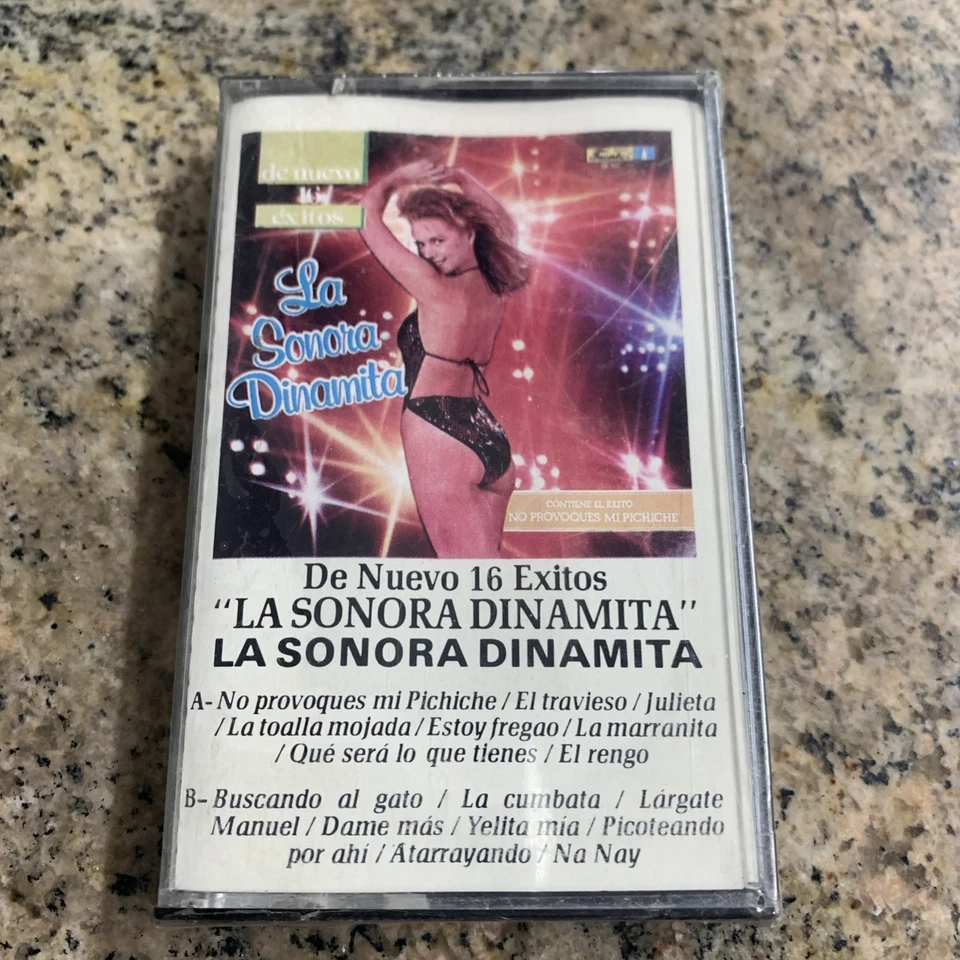 de nuevo
16
éxitos
La
Sonora
Dinamita
CONTIENE EL EXITO
NO PROVOQUES MI PICHICHE
De Nuevo 16 Exitos
"LA SONORA DINAMITA"
LA SONORA DINAMITA
A- No provoques mi Pichiche / El travieso / Julieta
/ La toalla mojada / Estoy fregao / La marranita
/ Qué será lo que tienes / El rengo
B- Buscando al gato / La cumbata / Lárgate
Manuel / Dame más / Yelita mía / Picoteando
por ahí / Atarrayando / Na Nay